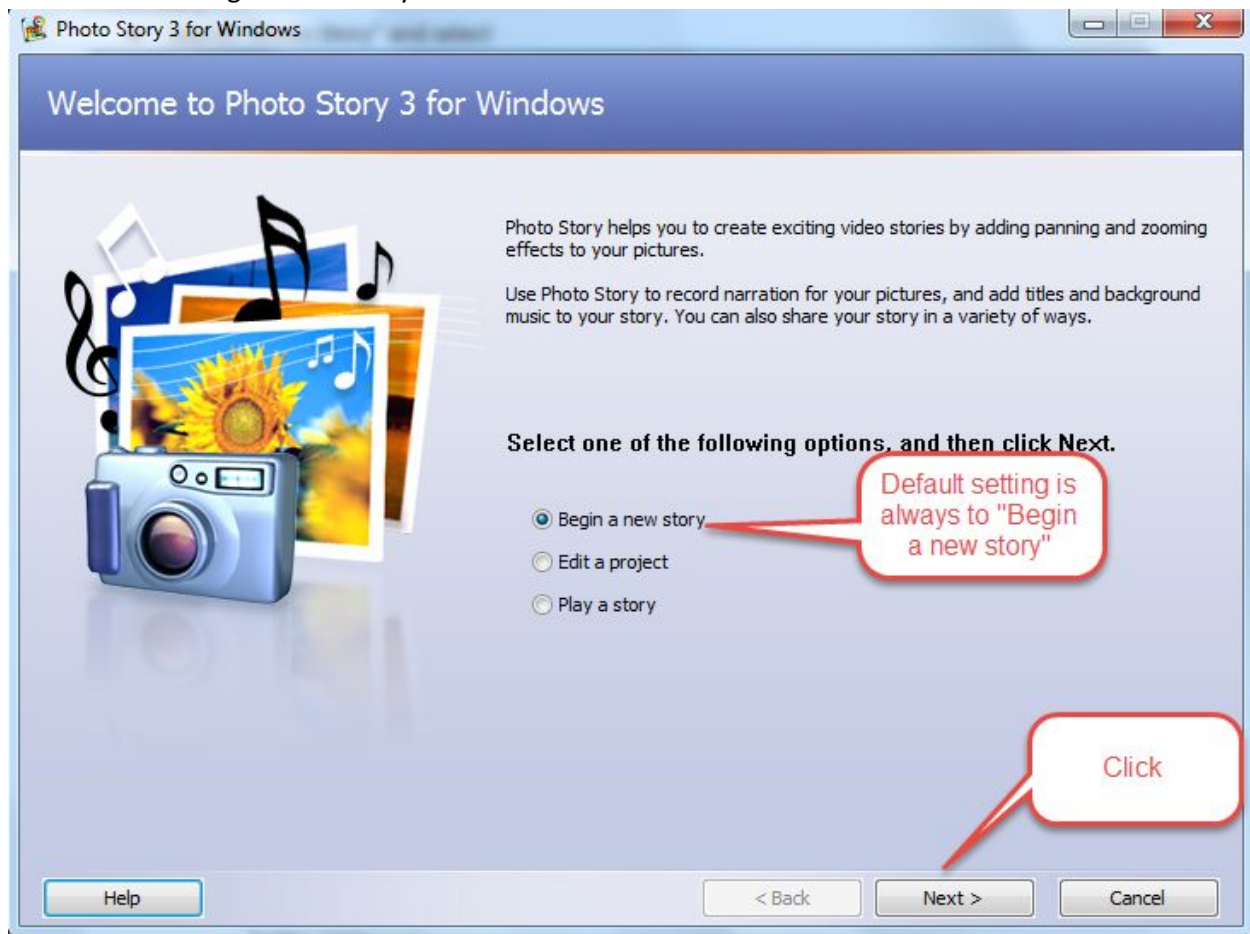 Photo Story 3 for Windows
Welcome to Photo Story 3 for Windows
Photo Story helps you to create exciting video stories by adding panning and zooming
effects to your pictures.
Use Photo Story to record narration for your pictures, and add titles and background
music to your story. You can also share your story in a variety of ways.
Select one of the following options, and then click Next.
Default setting is
always to "Begin
a new story"
Begin a new story
Edit a project
Play a story
Click
Help
< Back
Next >
Cancel